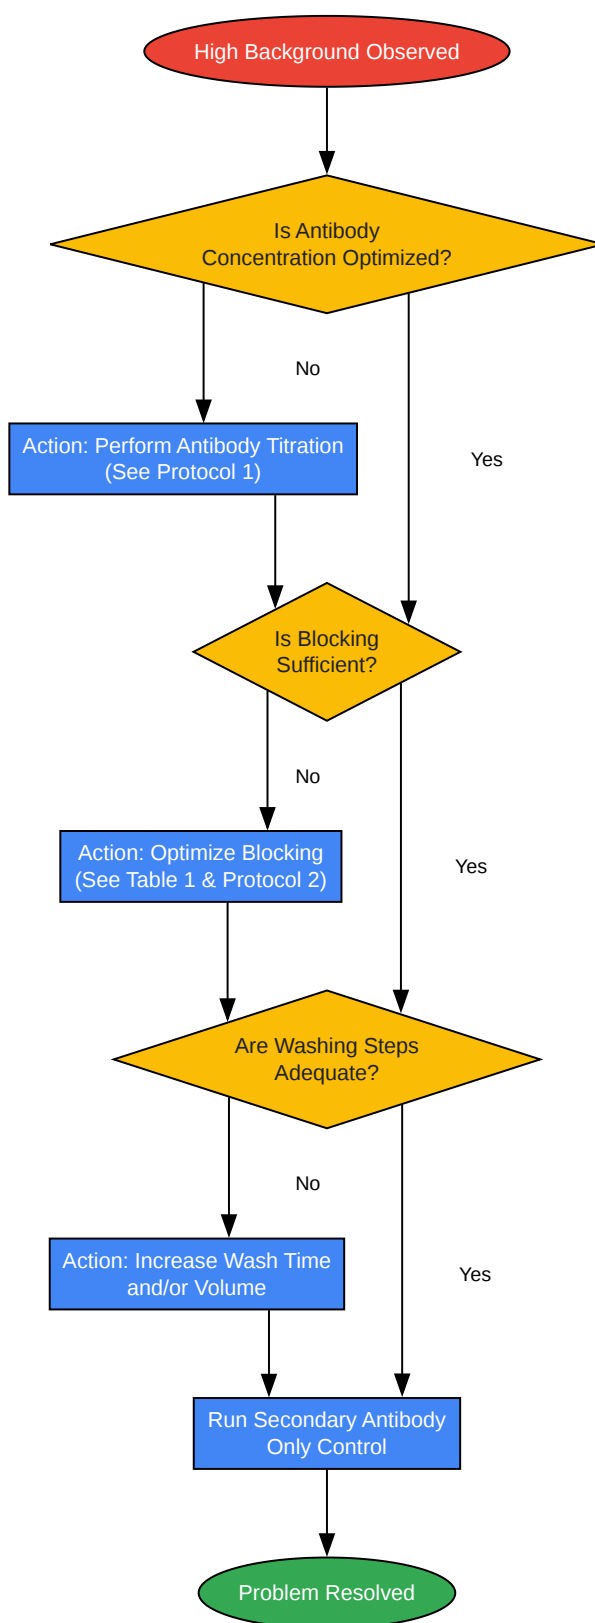 High Background Observed
Is Antibody
Concentration Optimized?
No
Action: Perform Antibody Titration
(See Protocol 1)
Yes
Is Blocking
Sufficient?
No
Action: Optimize Blocking
(See Table 1 & Protocol 2)
Yes
Are Washing Steps
Adequate?
No
Action: Increase Wash Time
and/or Volume
Yes
Run Secondary Antibody
Only Control
Problem Resolved